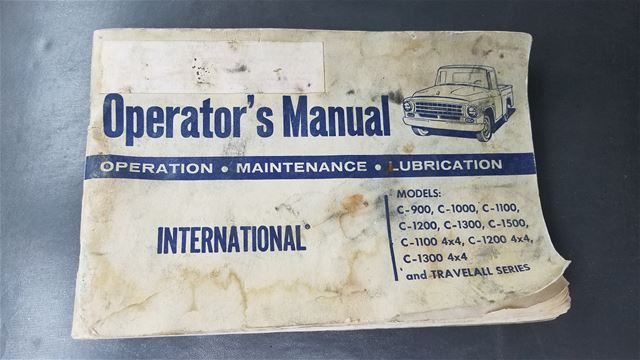 Operator's Manual
OPERATION • MAINTENANCE • LUBRICATION
INTERNATIONAL®
MODELS:
C-900, C-1000, C-1100,
C-1200, C-1300, C-1500,
C-1100 4x4, C-1200 4x4,
C-1300 4x4
and TRAVELALL SERIES